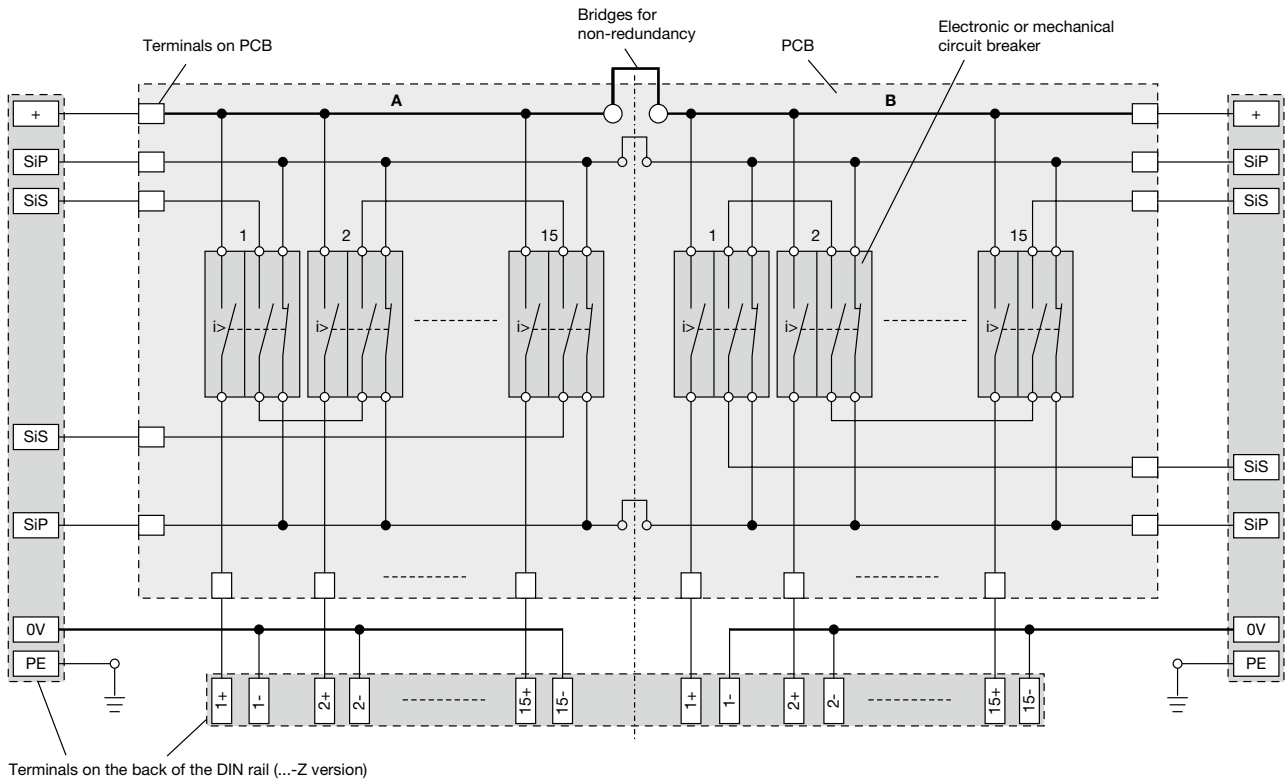 Bridges for
non-redundancy
Terminals on PCB
PCB
Electronic or mechanical
circuit breaker
A B
+ +
SiP SiP
SiS SiS
1 2 15 1 2 15
i> i> i> i> i> i>
SiS
SiS
SiP SiP
0V 0V
PE PE
1+ 1- 2+ 2- 15+ 15- 1+ 1- 2+ 2- 15+ 15-
Terminals on the back of the DIN rail (...-Z version)